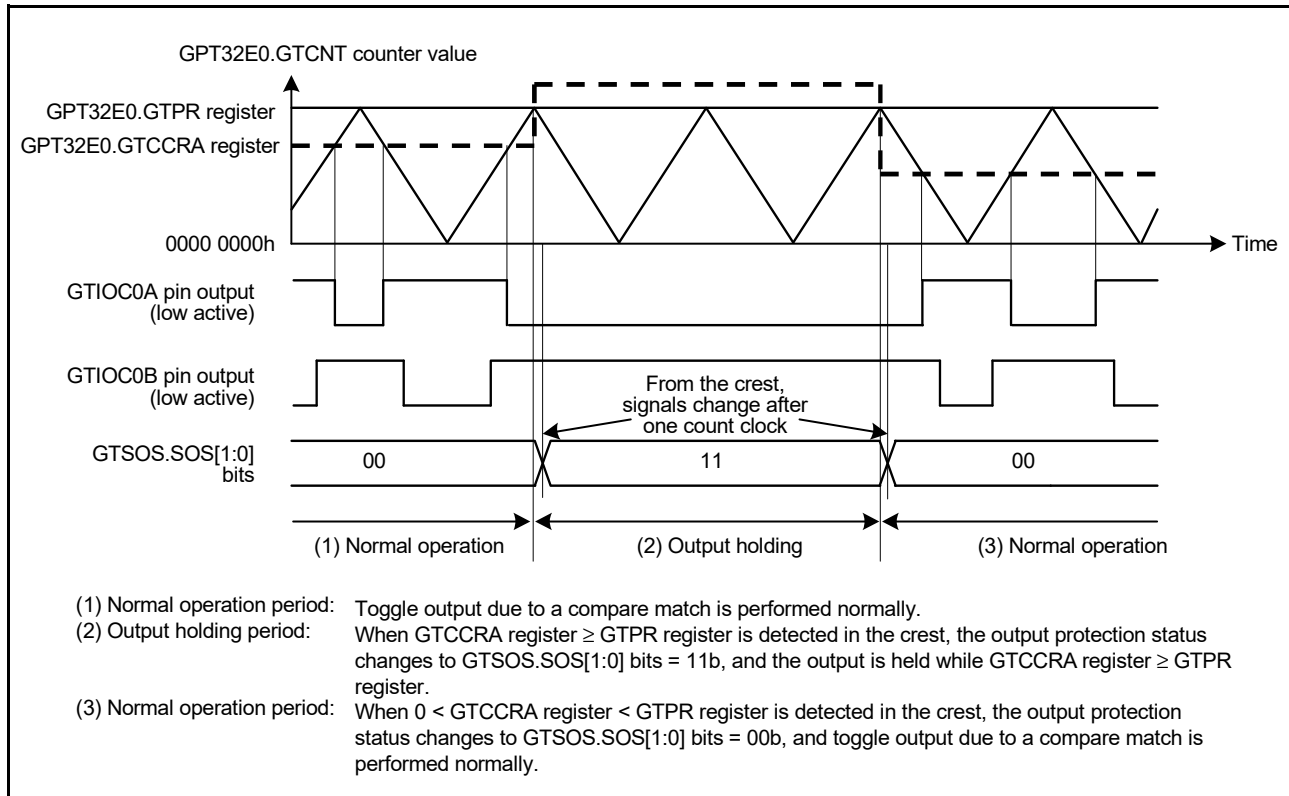 GPT32E0.GTCNT counter value
GPT32E0.GTPR register
GPT32E0.GTCCRA register
0000 0000h
Time
GTIOC0A pin output
(low active)
GTIOC0B pin output
(low active)
From the crest,
signals change after
one count clock
GTSOS.SOS[1:0]
bits
00
11
00
(1) Normal operation
(2) Output holding
(3) Normal operation
(1) Normal operation period: Toggle output due to a compare match is performed normally.
(2) Output holding period: When GTCCRA register ≥ GTPR register is detected in the crest, the output protection status
changes to GTSOS.SOS[1:0] bits = 11b, and the output is held while GTCCRA register ≥ GTPR
register.
(3) Normal operation period: When 0 < GTCCRA register < GTPR register is detected in the crest, the output protection
status changes to GTSOS.SOS[1:0] bits = 00b, and toggle output due to a compare match is
performed normally.